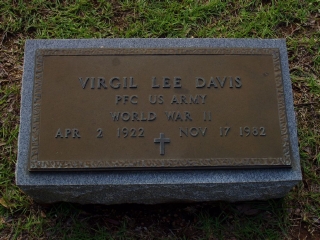 VIRGIL LEE DAVIS
PFC US ARMY
WORLD WAR II
APR 2 1922 NOV 17 1982